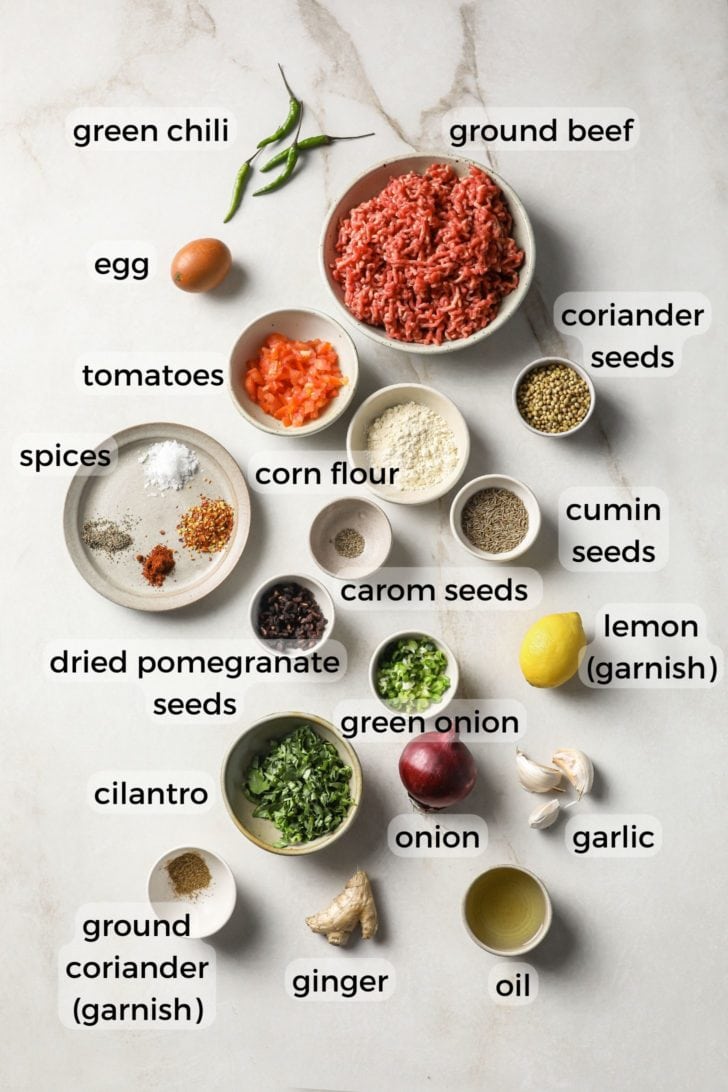 green chili
ground beef
egg
coriander
seeds
tomatoes
spices
corn flour
cumin
seeds
carom seeds
lemon
(garnish)
dried pomegranate
seeds
green onion
cilantro
onion
garlic
ground
coriander
(garnish)
ginger
oil